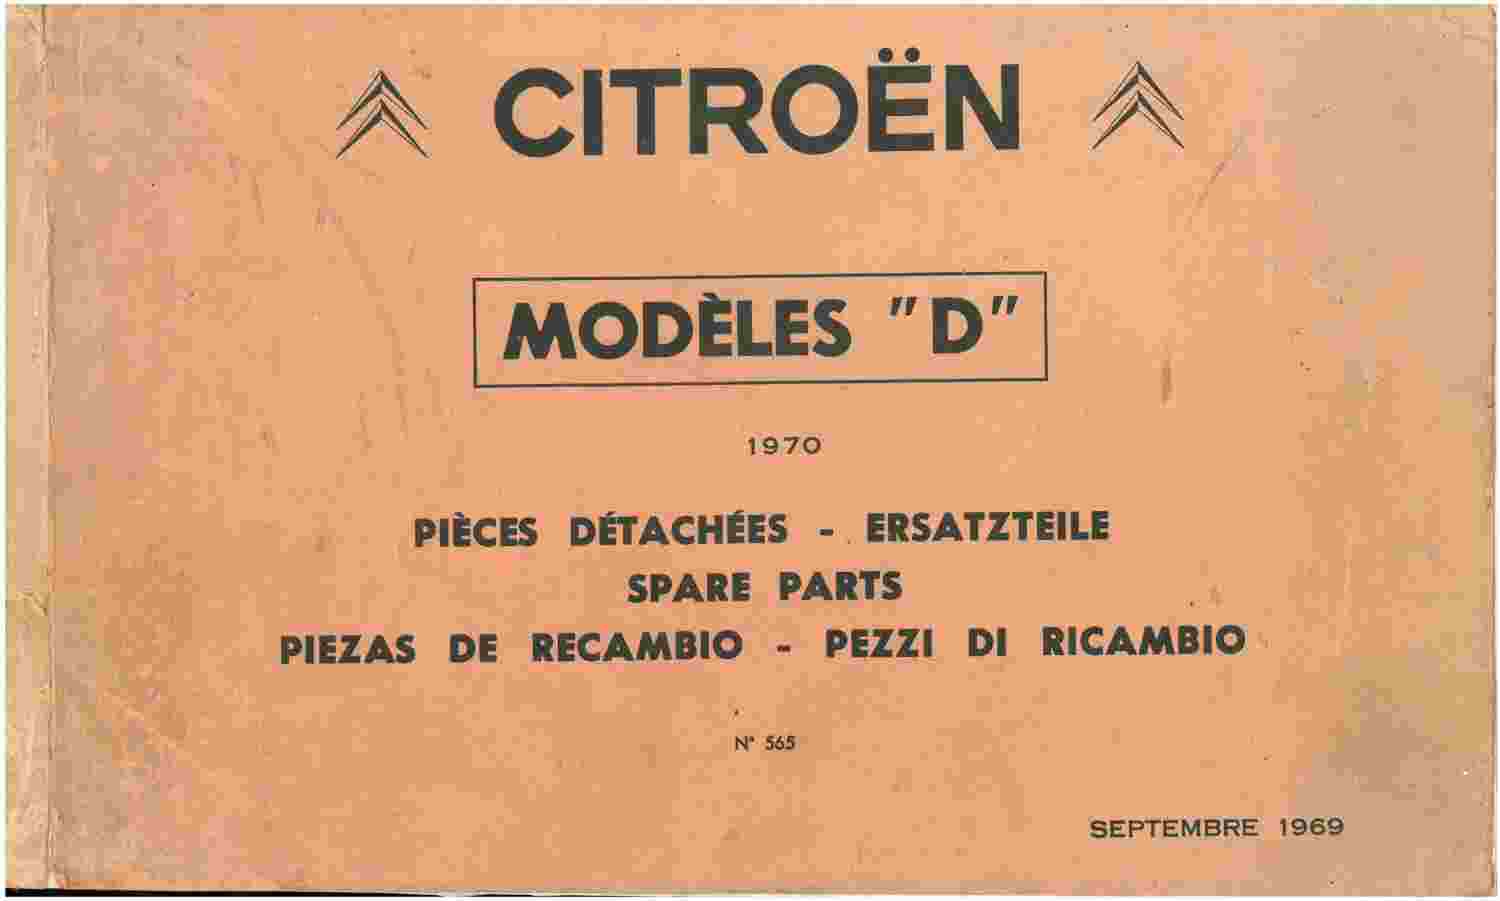 CITROËN
MODÈLES "D"
1970
PIÈCES DÉTACHÉES - ERSATZTEILE
SPARE PARTS
PIEZAS DE RECAMBIO - PEZZI DI RICAMBIO
N° 565
SEPTEMBRE 1969